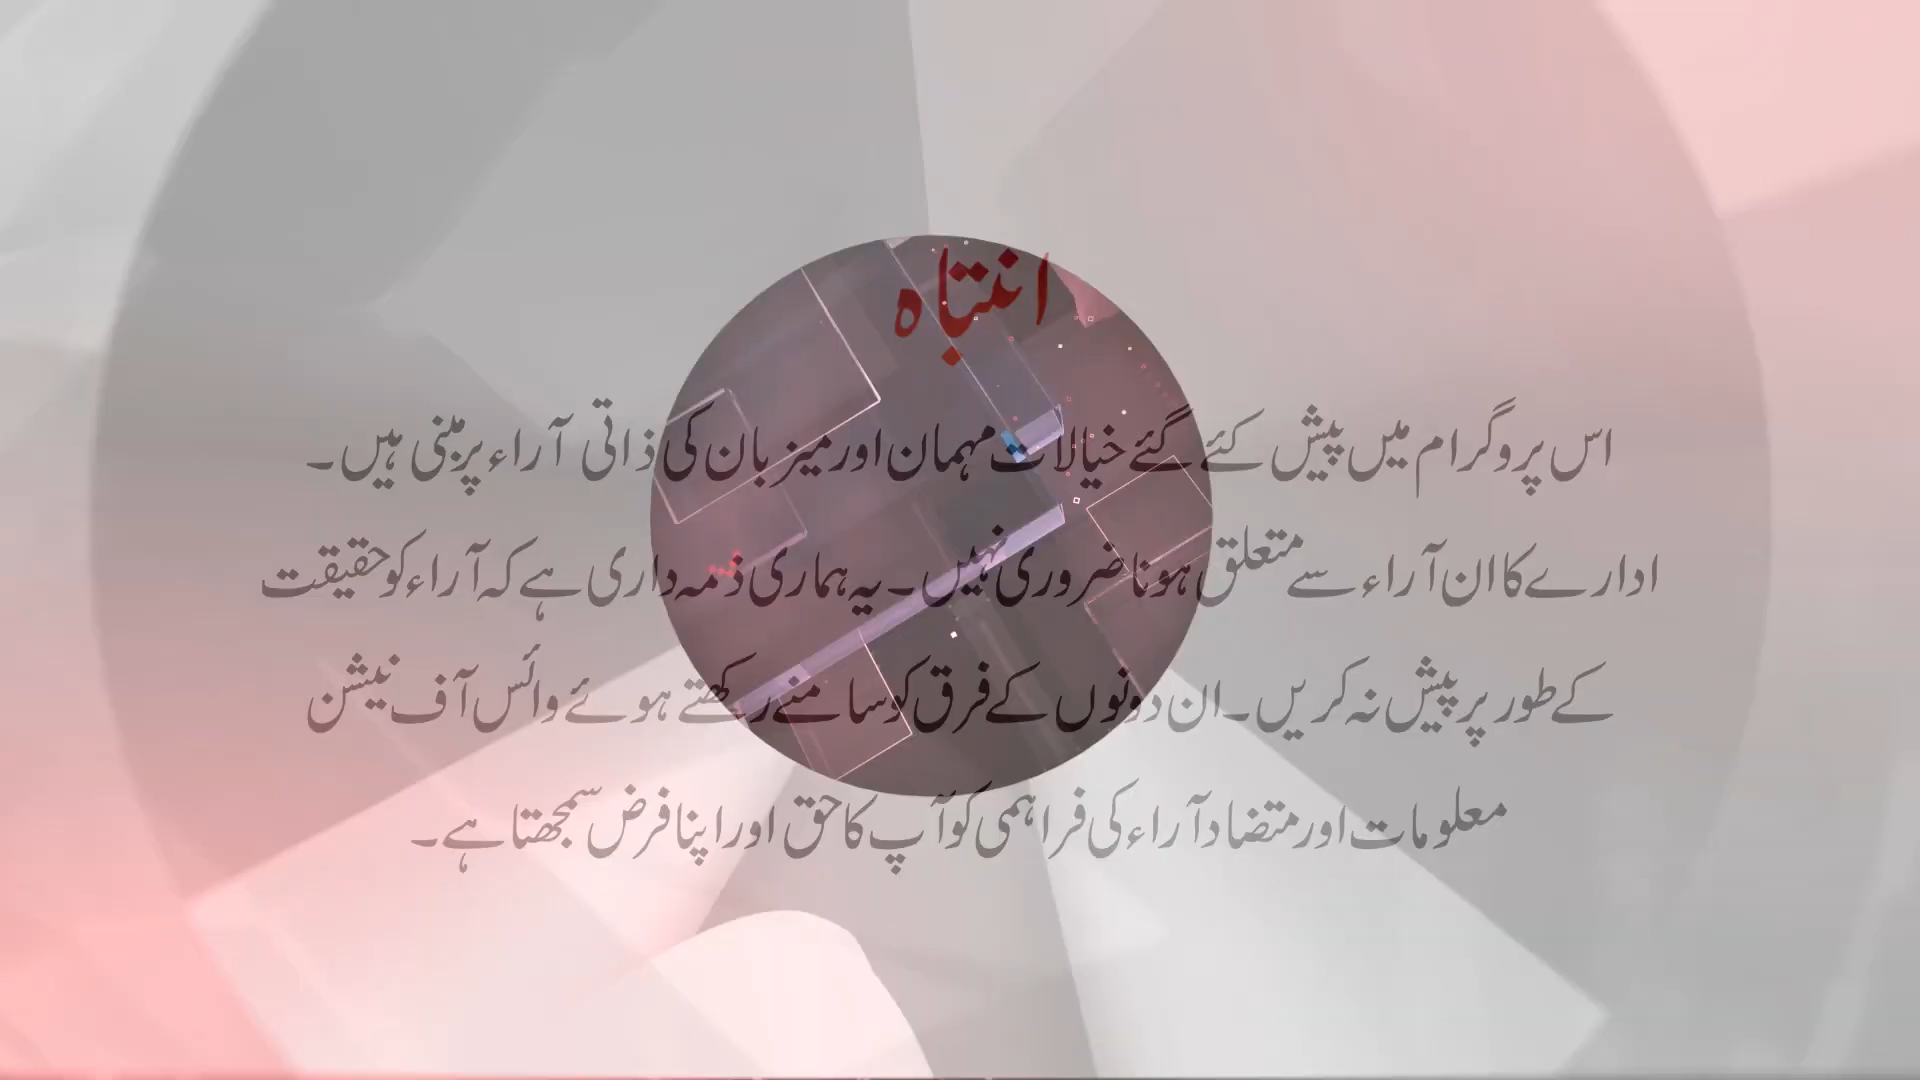 انتباہ
اس پروگرام میں پیش کئے گئے خیالات مہمان اور میزبان کی ذاتی آراء پر مبنی ہیں۔
ادارے کا ان آراء سے متعلق ہونا ضروری نہیں۔ یہ ہماری ذمہ داری ہے کہ آراء کو حقیقت
کے طور پر پیش نہ کریں۔ ان دونوں کے فرق کو سامنے رکھتے ہوئے وائس آف نیشن
معلومات اور متضاد آراء کی فراہمی کو آپ کا حق اور اپنا فرض سمجھتا ہے۔